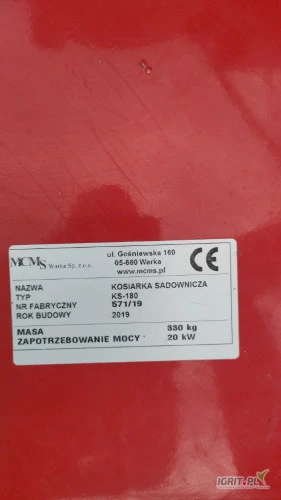 ul. Gośniewska 160
MCMS Warka Sp. z o.o. 05-660 Warka
www.mcms.pl
NAZWA KOSIARKA SADOWNICZA
TYP KS-180
NR FABRYCZNY 571/19
ROK BUDOWY 2019
MASA 330 kg
ZAPOTRZEBOWANIE MOCY 20 kW
CE
IGRIT.PL